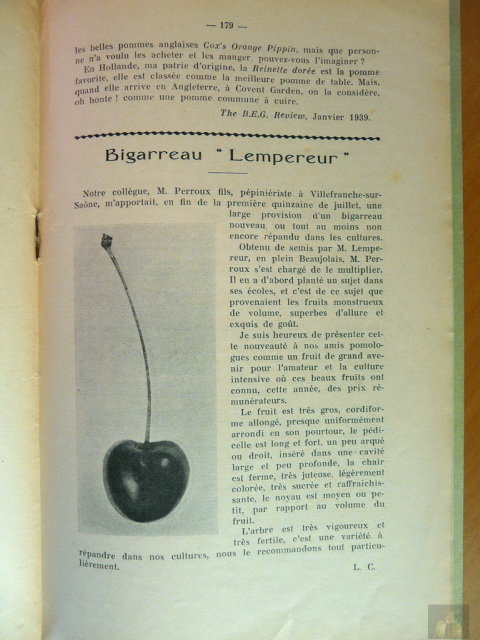 — 179 —
les belles pommes anglaises Cox's Orange Pippin, mais person-
ne n'a voulu les acheter et les manger, pouvez-vous l'imaginer ?
En Hollande, ma patrie d'origine, la Reinette dorée est la pomme
favorite, elle est classée comme la meilleure pomme de table. Mais,
quand elle arrive en Angleterre, à Covent Garden, on la considère,
oh honte ! comme une pomme commune à cuire.
The B.E.G. Review, Janvier 1939.
Bigarreau " Lempereur "
Notre collègue, M. Perroux fils, pépiniériste à Villefranche-sur-
Saône, m'apportait, en fin de la première quinzaine de juillet, une
large provision d'un bigarreau
nouveau, ou tout au moins non
encore répandu dans les cultures.
Obtenu de semis par M. Lempe-
reur, en plein Beaujolais, M. Per-
roux s'est chargé de le multiplier.
Il en a d'abord planté un sujet dans
ses écoles, et c'est de ce sujet que
provenaient les fruits monstrueux
de volume, superbes d'allure et
exquis de goût.
Je suis heureux de présenter cet-
te nouveauté à nos amis pomolo-
gues comme un fruit de grand ave-
nir pour l'amateur et la culture
intensive où ces beaux fruits ont
connu, cette année, des prix ré-
munérateurs.
Le fruit est très gros, cordifor-
me allongé, presque uniformément
arrondi en son pourtour, le pédi-
celle est long et fort, un peu arqué
ou droit, inséré dans une cavité
large et peu profonde, la chair
est ferme, très juteuse, légèrement
colorée, très sucrée et raffraichis-
sante, le noyau est moyen ou pe-
tit, par rapport au volume du
fruit.
L'arbre est très vigoureux et
très fertile, c'est une variété à
répandre dans nos cultures, nous le recommandons tout particu-
lièrement.
L. C.